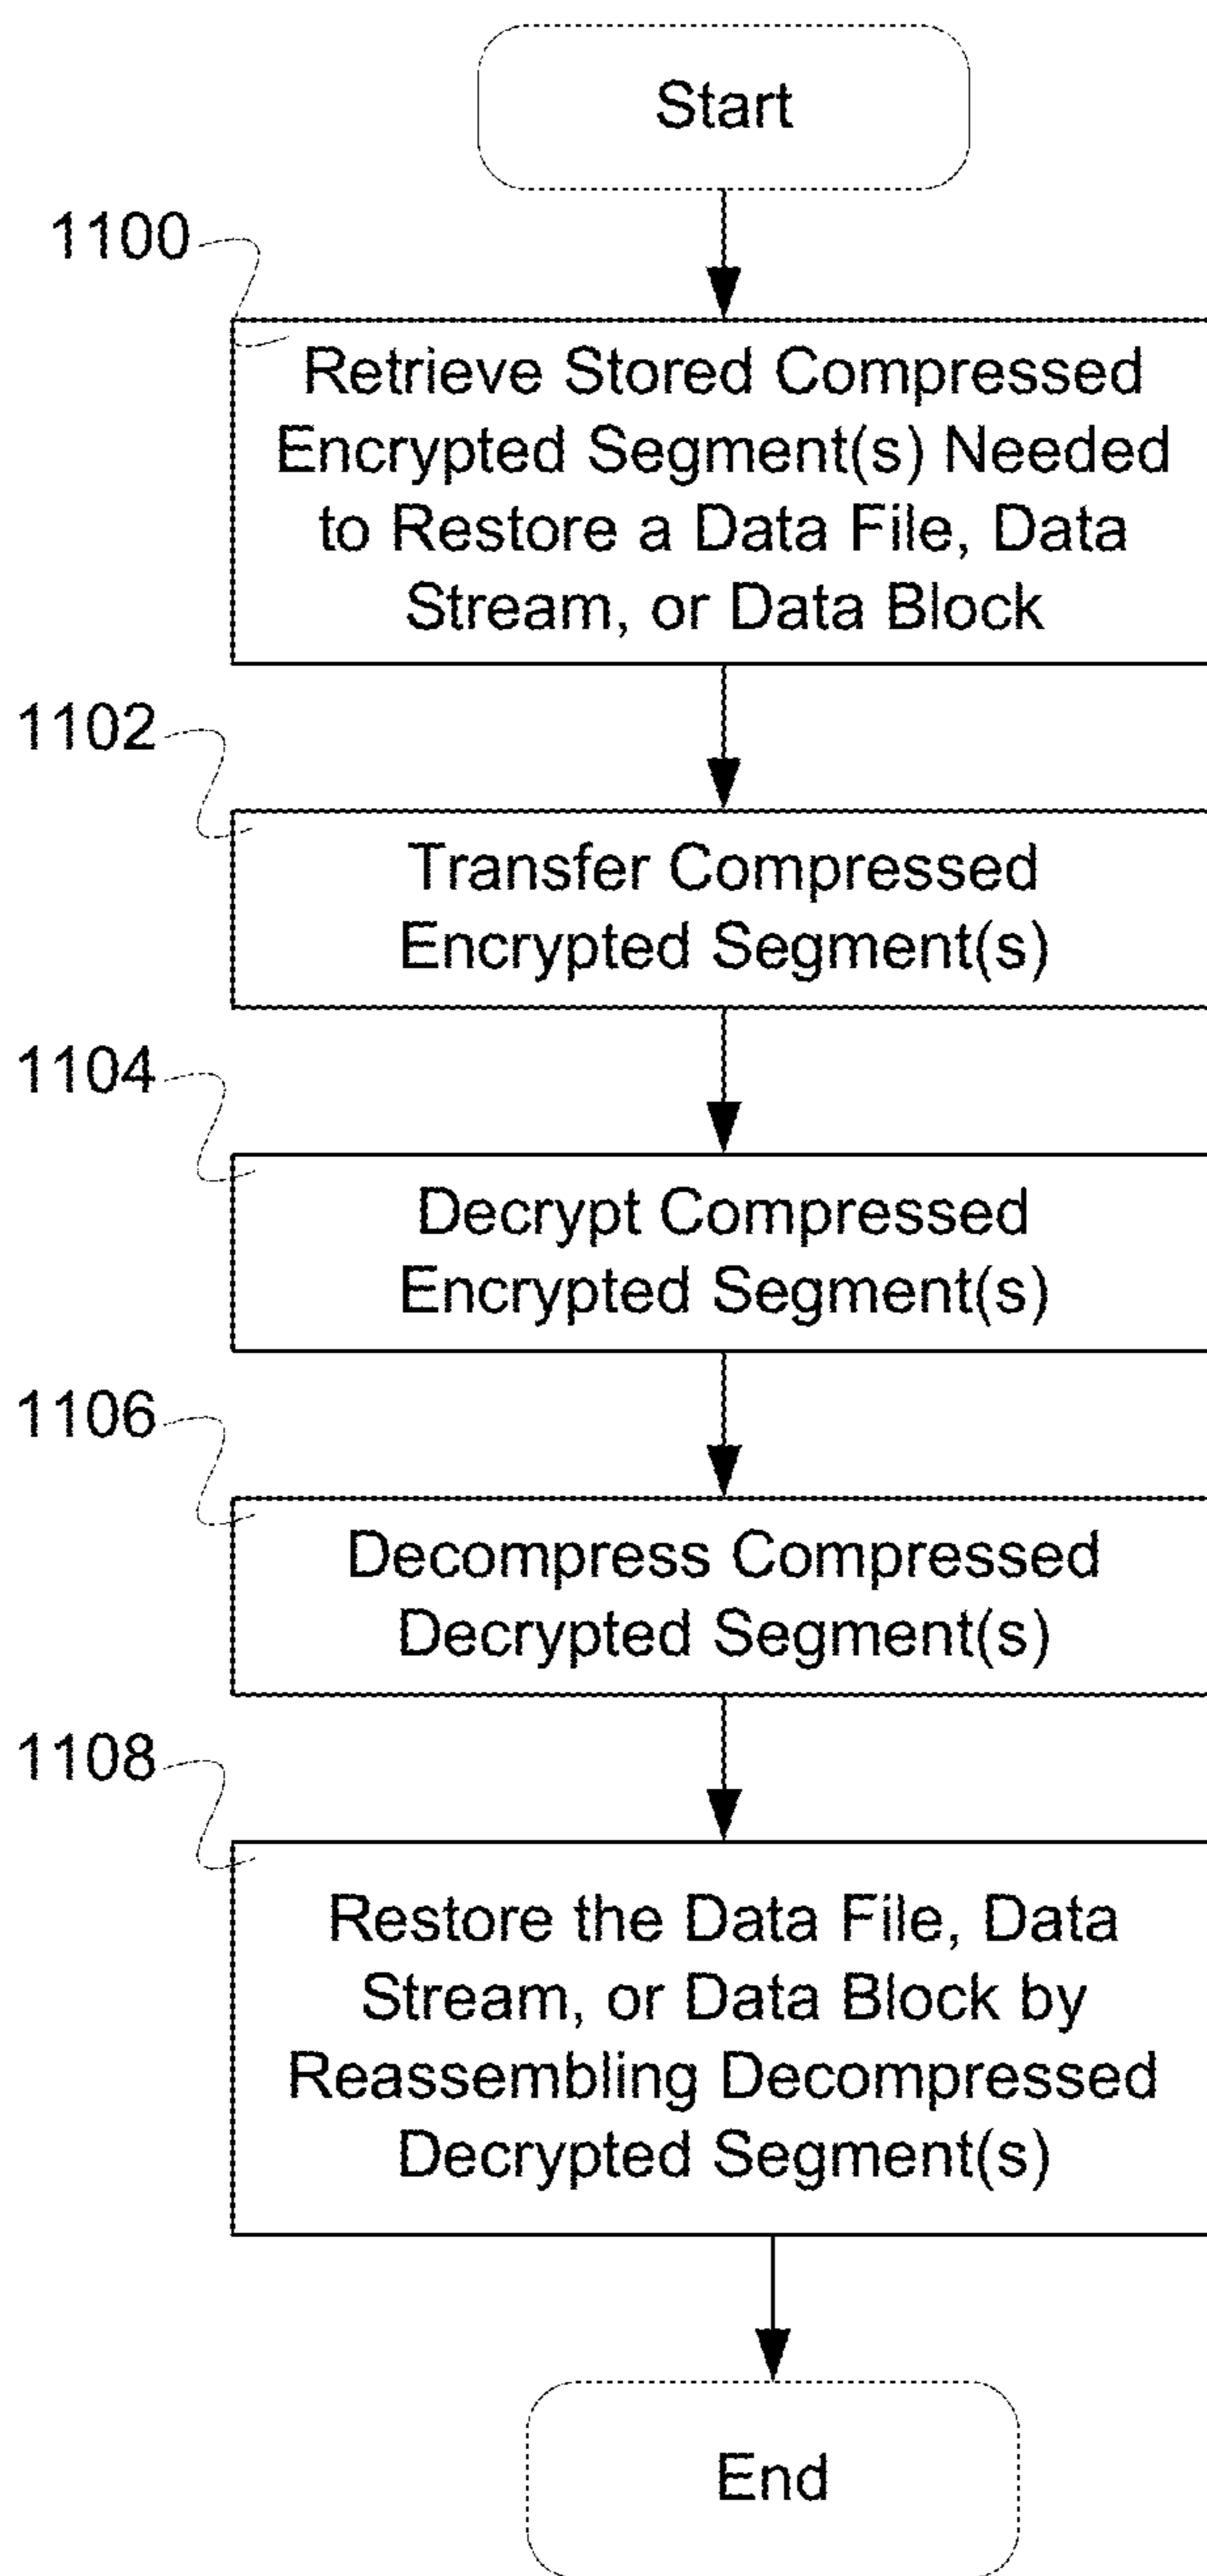 Start
1100
Retrieve Stored Compressed
Encrypted Segment(s) Needed
to Restore a Data File, Data
Stream, or Data Block
1102
Transfer Compressed
Encrypted Segment(s)
1104
Decrypt Compressed
Encrypted Segment(s)
1106
Decompress Compressed
Decrypted Segment(s)
1108
Restore the Data File, Data
Stream, or Data Block by
Reassembling Decompressed
Decrypted Segment(s)
End